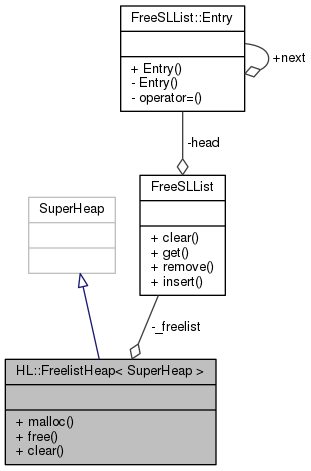 FreeSLList::Entry
+ Entry()
- Entry()
- operator=()
+next
-head
FreeSLList
+ clear()
+ get()
+ remove()
+ insert()
SuperHeap
-_freelist
HL::FreelistHeap< SuperHeap >
+ malloc()
+ free()
+ clear()